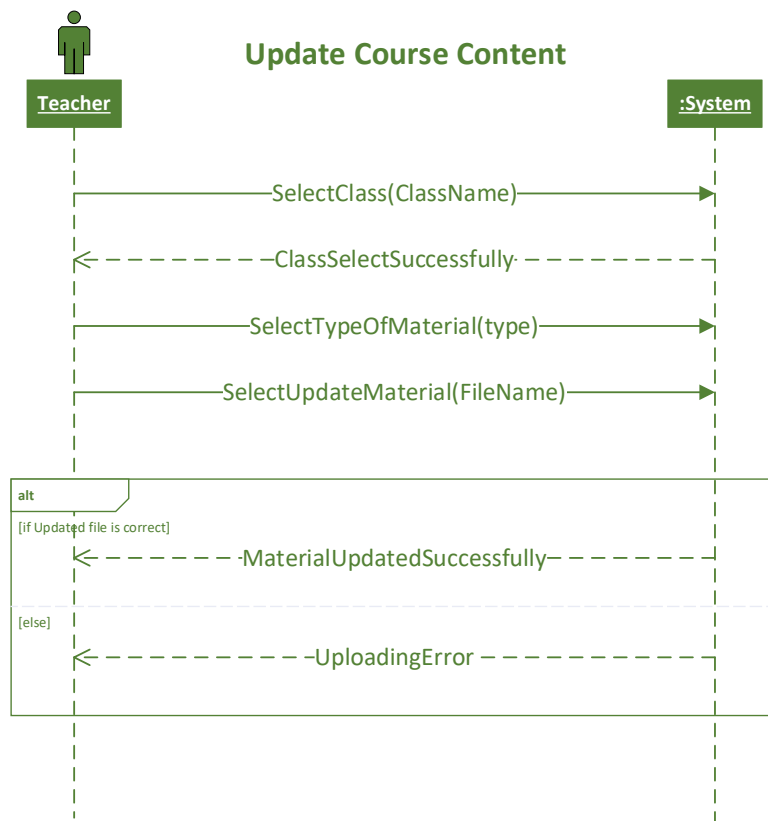 Update Course Content
Teacher
:System
SelectClass(ClassName)
ClassSelectSuccessfully
SelectTypeOfMaterial(type)
SelectUpdateMaterial(FileName)
alt
[if Updated file is correct]
MaterialUpdatedSuccessfully
[else]
UploadingError